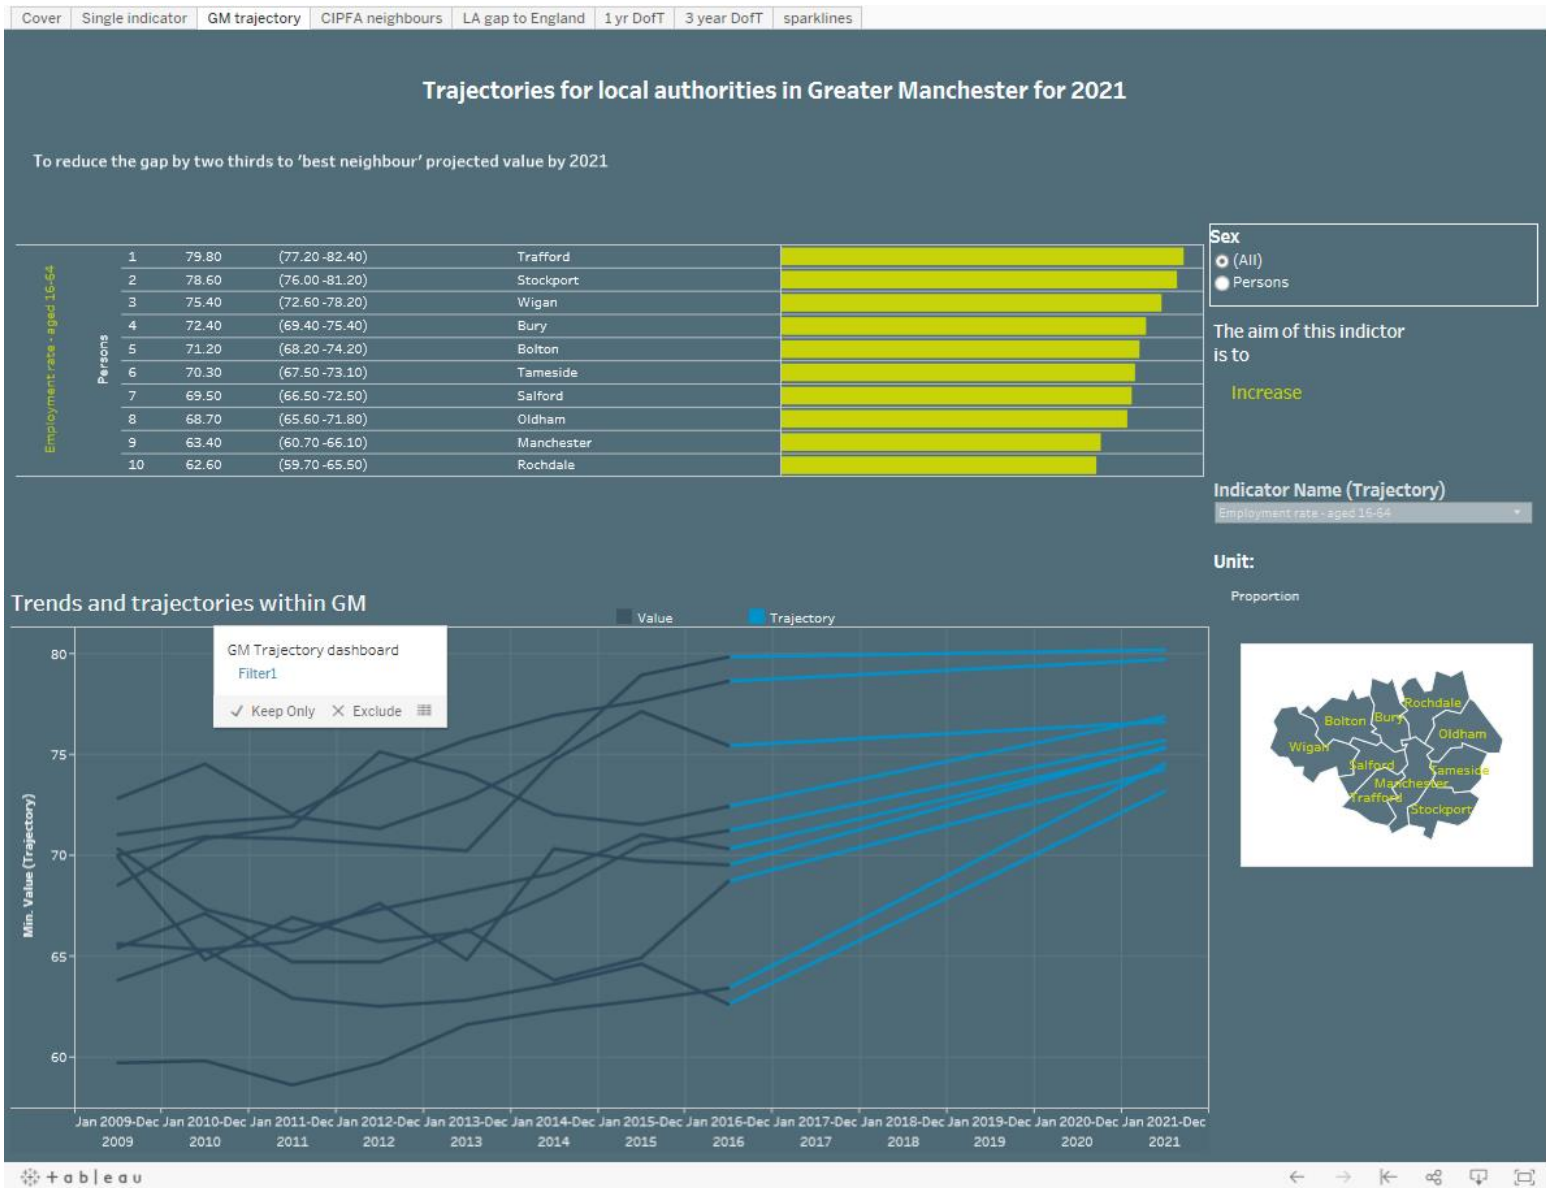 Cover Single indicator GM trajectory CIPFA neighbours LA gap to England 1 yr DofT 3 year DofT sparklines
Trajectories for local authorities in Greater Manchester for 2021
To reduce the gap by two thirds to 'best neighbour' projected value by 2021
Employment rate - aged 16-64
Persons
1 79.80 (77.20 -82.40) Trafford
2 78.60 (76.00 -81.20) Stockport
3 75.40 (72.60 -78.20) Wigan
4 72.40 (69.40 -75.40) Bury
5 71.20 (68.20 -74.20) Bolton
6 70.30 (67.50 -73.10) Tameside
7 69.50 (66.50 -72.50) Salford
8 68.70 (65.60 -71.80) Oldham
9 63.40 (60.70 -66.10) Manchester
10 62.60 (59.70 -65.50) Rochdale
Sex
(All)
Persons
The aim of this indictor
is to
Increase
Indicator Name (Trajectory)
Employment rate - aged 16-64
Unit:
Proportion
Trends and trajectories within GM
Value Trajectory
GM Trajectory dashboard
Filter1
Keep Only Exclude
Min. Value (Trajectory)
80
75
70
65
60
Jan 2009-Dec Jan 2010-Dec Jan 2011-Dec Jan 2012-Dec Jan 2013-Dec Jan 2014-Dec Jan 2015-Dec Jan 2016-Dec Jan 2017-Dec Jan 2018-Dec Jan 2019-Dec Jan 2020-Dec Jan 2021-Dec
2009 2010 2011 2012 2013 2014 2015 2016 2017 2018 2019 2020 2021
Rochdale
Bolton Bury
Oldham
Wigan
Salford Tameside
Manchester
Trafford
Stockport
+ableau